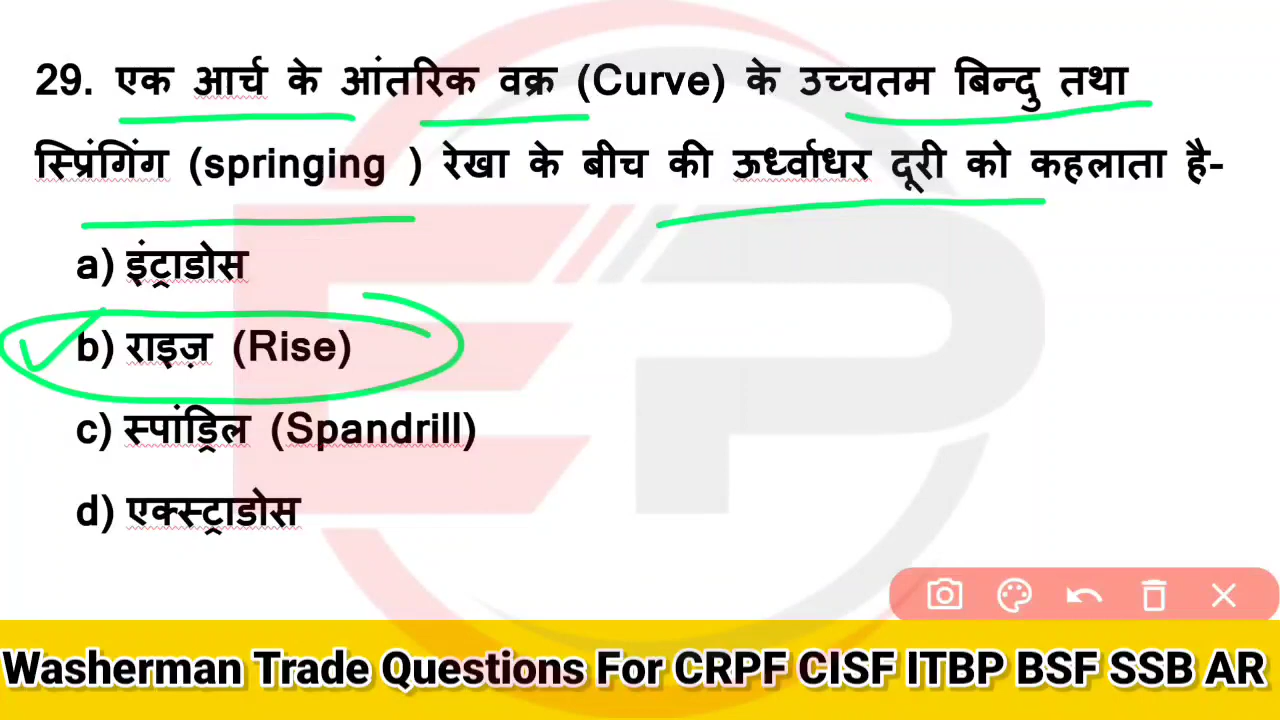 29. एक आर्च के आंतरिक वक्र (Curve) के उच्चतम बिन्दु तथा
स्प्रिंगिंग (springing ) रेखा के बीच की ऊर्ध्वाधर दूरी को कहलाता है-
a) इंट्राडोस
b) राइज़ (Rise)
c) स्पांड्रिल (Spandrill)
d) एक्स्ट्राडोस
Washerman Trade Questions For CRPF CISF ITBP BSF SSB AR